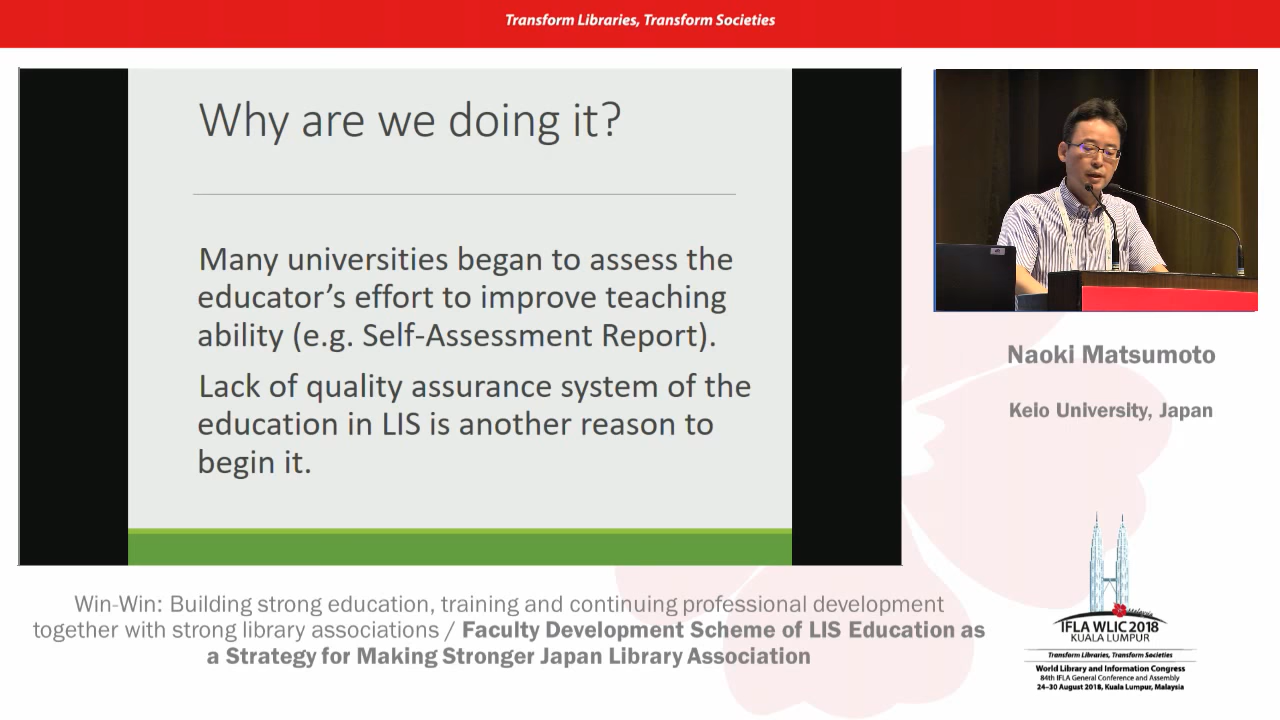 Transform Libraries, Transform Societies
Why are we doing it?
Many universities began to assess the
educator's effort to improve teaching
ability (e.g. Self-Assessment Report).
Lack of quality assurance system of the
education in LIS is another reason to
begin it.
Naoki Matsumoto
Keio University, Japan
Win-Win: Building strong education, training and continuing professional development
together with strong library associations / Faculty Development Scheme of LIS Education as
a Strategy for Making Stronger Japan Library Association
malaysia
IFLA WLIC 2018
KUALA LUMPUR
Transform Libraries, Transform Societies
World Library and Information Congress
84th IFLA General Conference and Assembly
24–30 August 2018, Kuala Lumpur, Malaysia